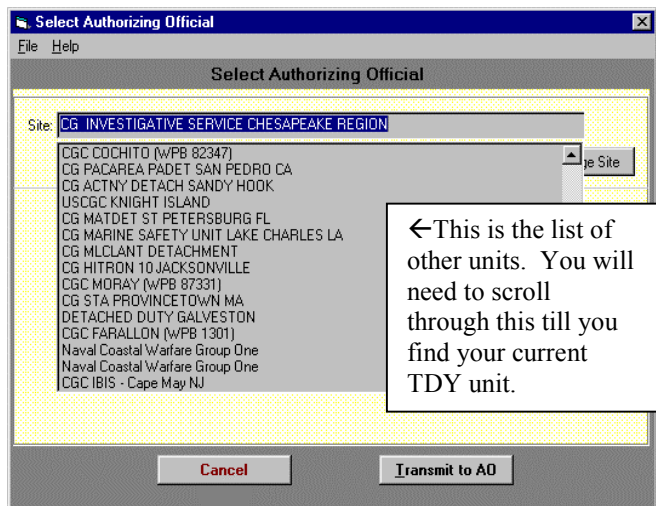 Select Authorizing Official
File Help
Select Authorizing Official
Site: CG INVESTIGATIVE SERVICE CHESAPEAKE REGION
ge Site
CGC COCHITO (WPB 82347)
CG PACAREA PADET SAN PEDRO CA
CG ACTNY DETACH SANDY HOOK
USCGC KNIGHT ISLAND
CG MATDET ST PETERSBURG FL
CG MARINE SAFETY UNIT LAKE CHARLES LA
CG MLCLANT DETACHMENT
CG HITRON 10 JACKSONVILLE
CGC MORAY (WPB 87331)
CG STA PROVINCETOWN MA
DETACHED DUTY GALVESTON
CGC FARALLON (WPB 1301)
Naval Coastal Warfare Group One
Naval Coastal Warfare Group One
CGC IBIS - Cape May NJ
←This is the list of
other units. You will
need to scroll
through this till you
find your current
TDY unit.
Cancel Transmit to AO